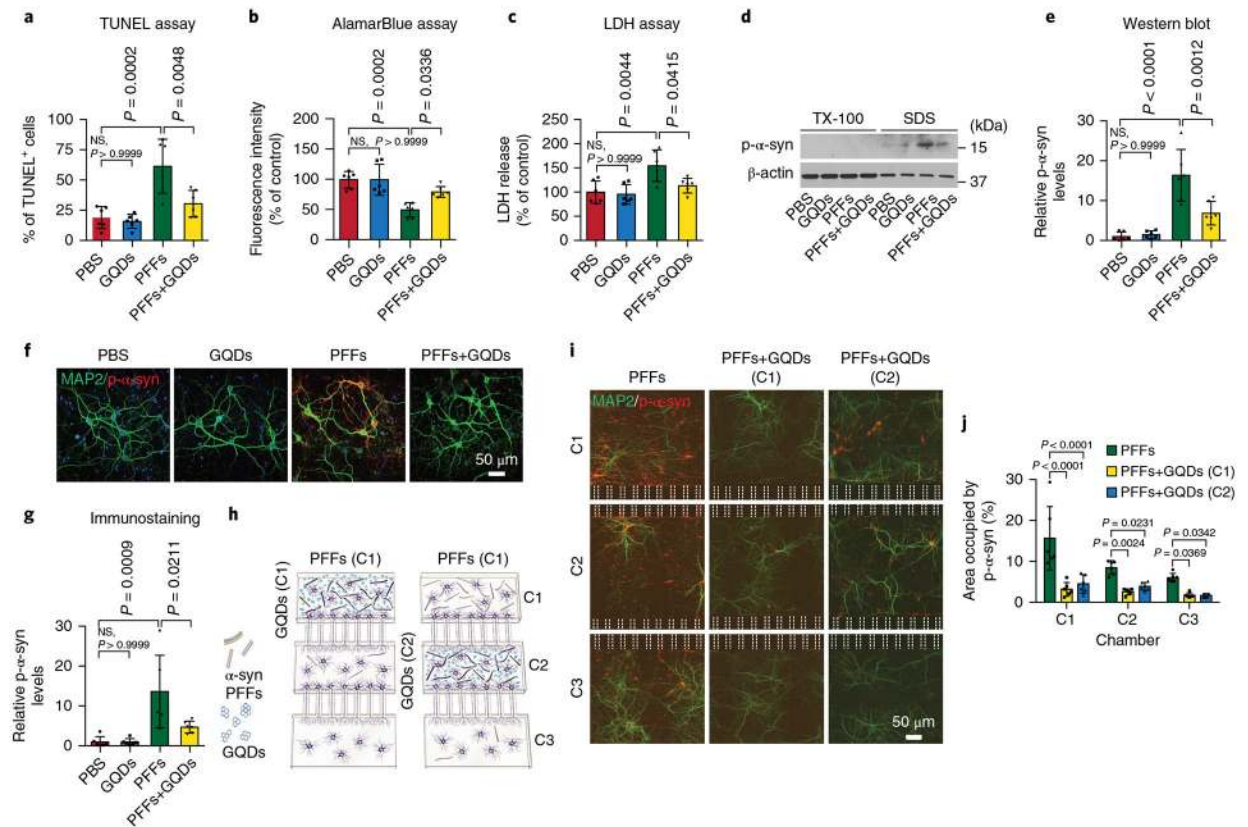 a
TUNEL assay
P = 0.0002
P = 0.0048
NS,
P > 0.9999
% of TUNEL⁺ cells
100
75
50
25
0
PBS
GQDs
PFFs
PFFs+GQDs
b
AlamarBlue assay
P = 0.0002
P = 0.0336
NS, P > 0.9999
Fluorescence intensity
(% of control)
200
150
100
50
0
PBS
GQDs
PFFs
PFFs+GQDs
c
LDH assay
P = 0.0044
P = 0.0415
NS,
P > 0.9999
LDH release
(% of control)
250
200
150
100
50
0
PBS
GQDs
PFFs
PFFs+GQDs
d
TX-100
SDS
(kDa)
p-α-syn
15
β-actin
37
PBS
GQDs
PFFs
PFFs+GQDs
PBS
GQDs
PFFs
PFFs+GQDs
e
Western blot
P < 0.0001
P = 0.0012
NS,
P > 0.9999
Relative p-α-syn
levels
30
20
10
0
PBS
GQDs
PFFs
PFFs+GQDs
f
PBS
GQDs
PFFs
PFFs+GQDs
MAP2/p-α-syn
50 μm
g
Immunostaining
P = 0.0009
P = 0.0211
NS,
P > 0.9999
Relative p-α-syn
levels
30
20
10
0
PBS
GQDs
PFFs
PFFs+GQDs
h
α-syn
PFFs
GQDs
PFFs (C1)
PFFs (C1)
GQDs (C1)
GQDs (C2)
C1
C2
C3
i
PFFs
PFFs+GQDs
(C1)
PFFs+GQDs
(C2)
MAP2/p-α-syn
C1
C2
C3
50 μm
j
PFFs
PFFs+GQDs (C1)
PFFs+GQDs (C2)
P < 0.0001
P < 0.0001
P = 0.0231
P = 0.0024
P = 0.0342
P = 0.0369
Area occupied by
p-α-syn (%)
30
20
10
0
C1
C2
C3
Chamber